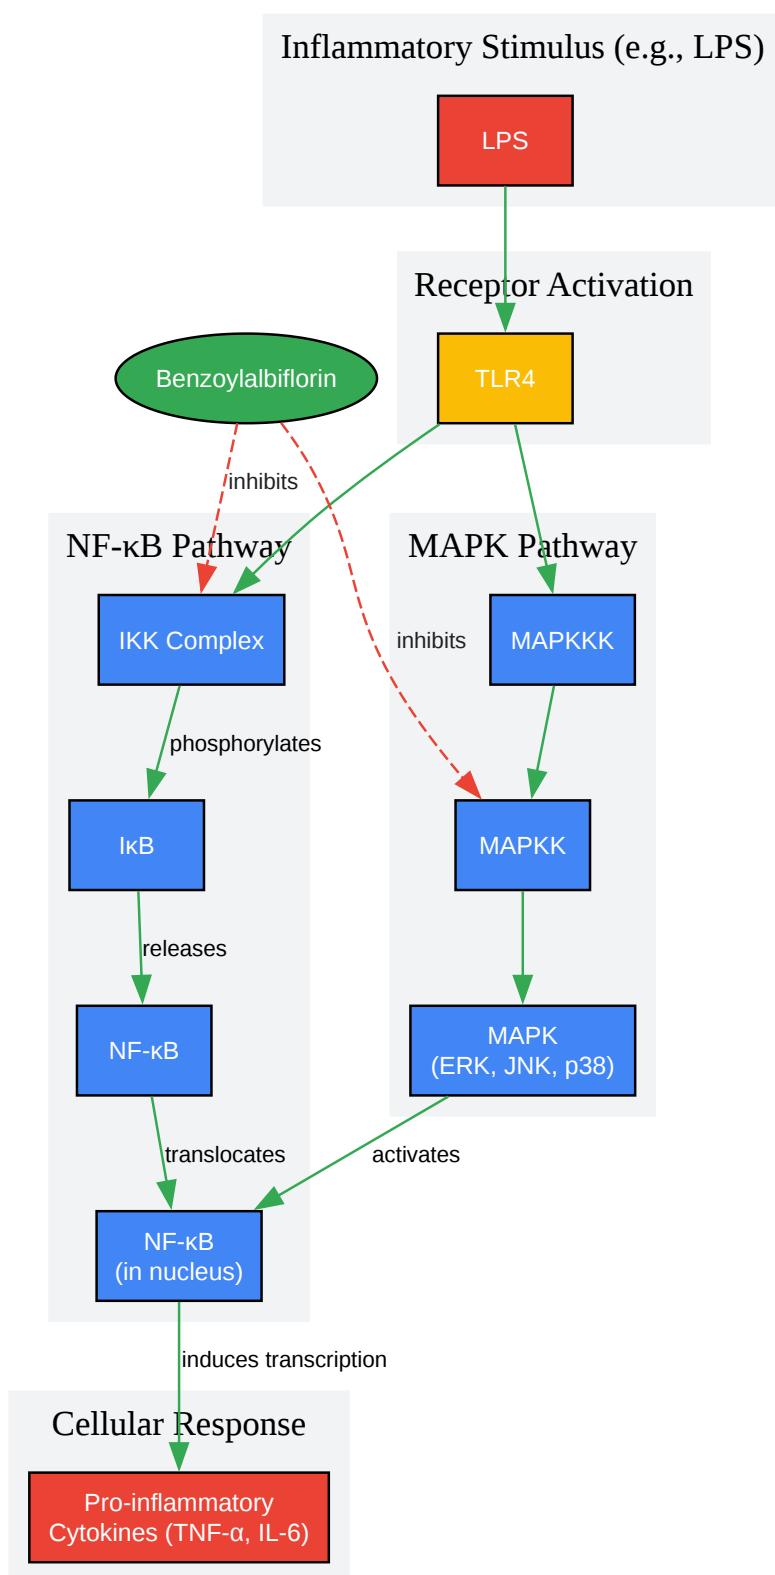 Inflammatory Stimulus (e.g., LPS)
LPS
Receptor Activation
Benzoylalbiflorin
TLR4
inhibits
NF-κB Pathway
MAPK Pathway
IKK Complex
inhibits
MAPKKK
phosphorylates
IκB
MAPKK
releases
NF-κB
MAPK
(ERK, JNK, p38)
translocates
activates
NF-κB
(in nucleus)
induces transcription
Cellular Response
Pro-inflammatory
Cytokines (TNF-α, IL-6)